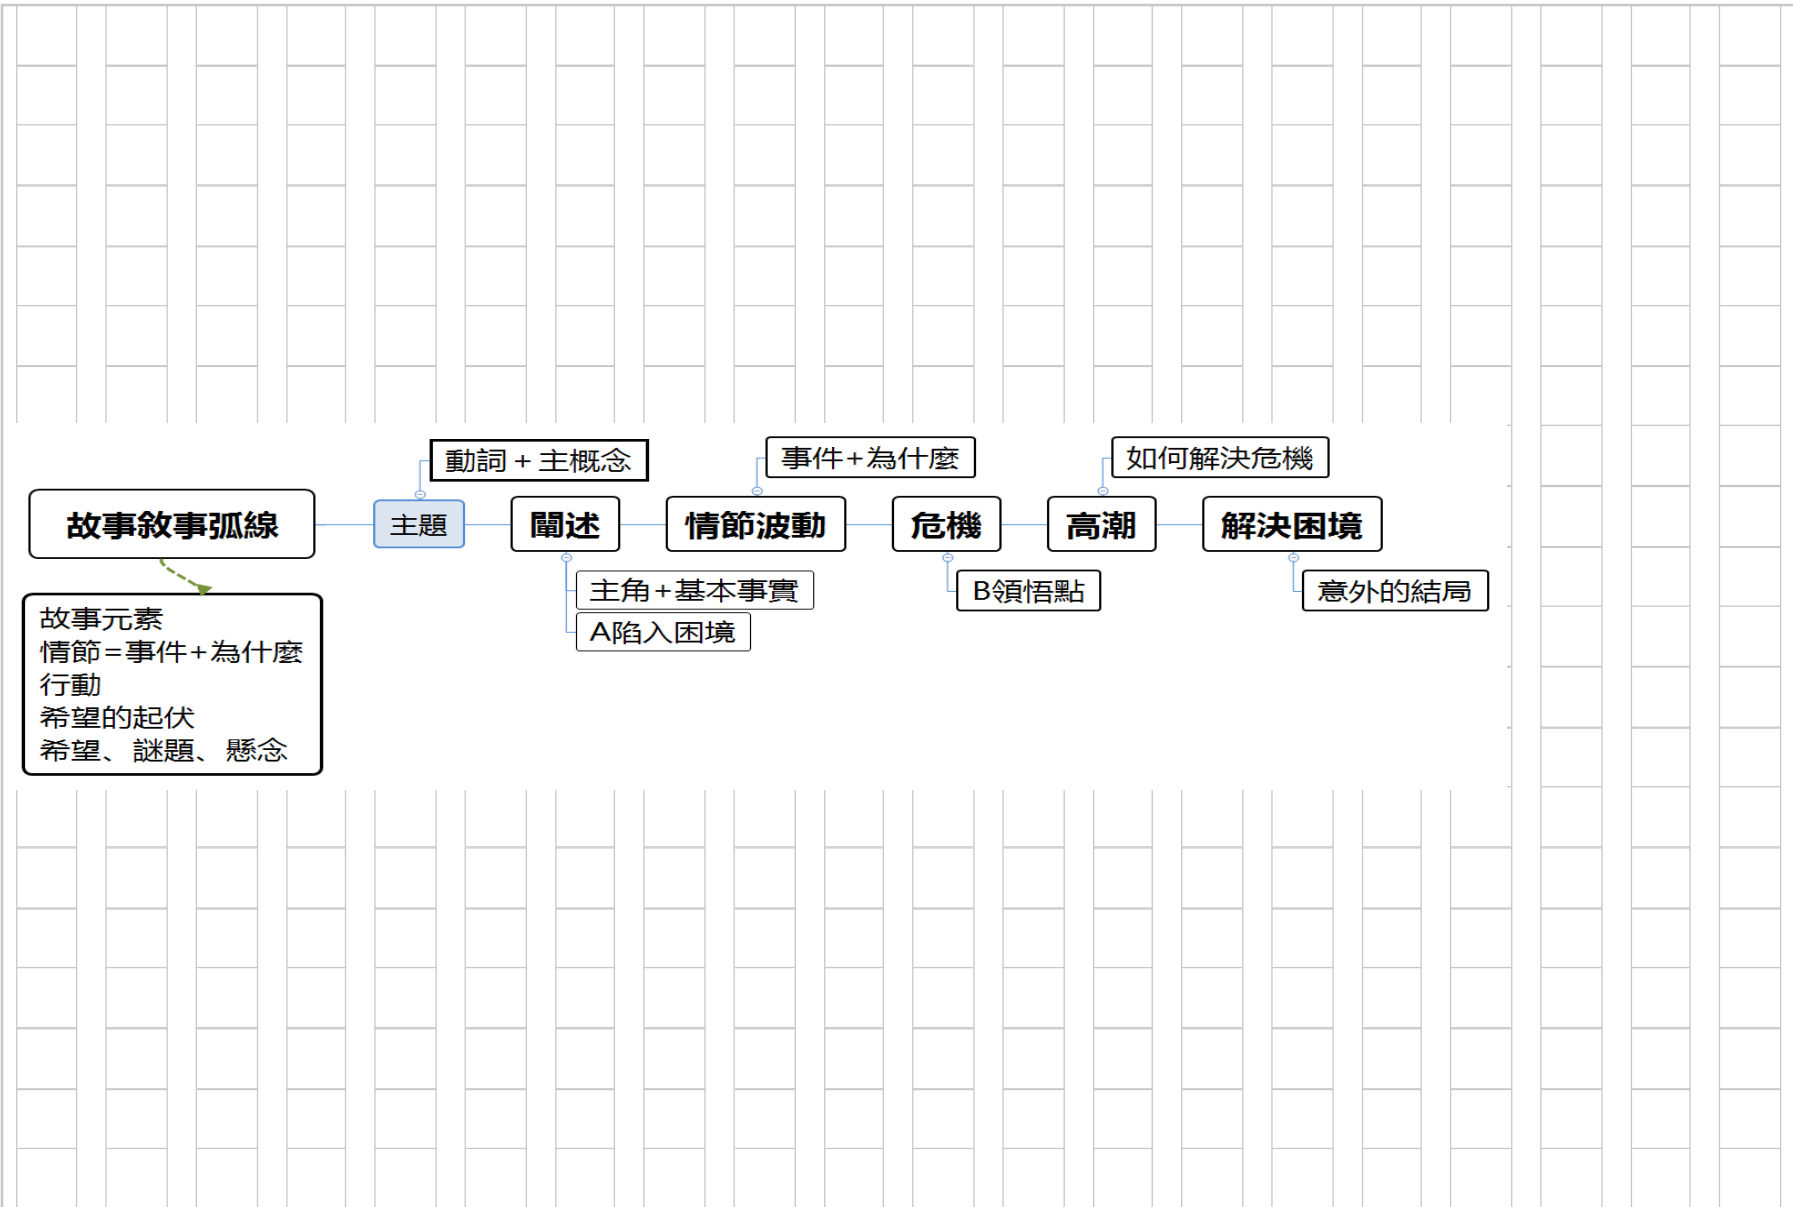 動詞+主概念
事件+為什麼
如何解決危機
故事敘事弧線
主題
闡述
情節波動
危機
高潮
解決困境
主角+基本事實
A陷入困境
B領悟點
意外的結局
故事元素
情節=事件+為什麼
行動
希望的起伏
希望、謎題、懸念